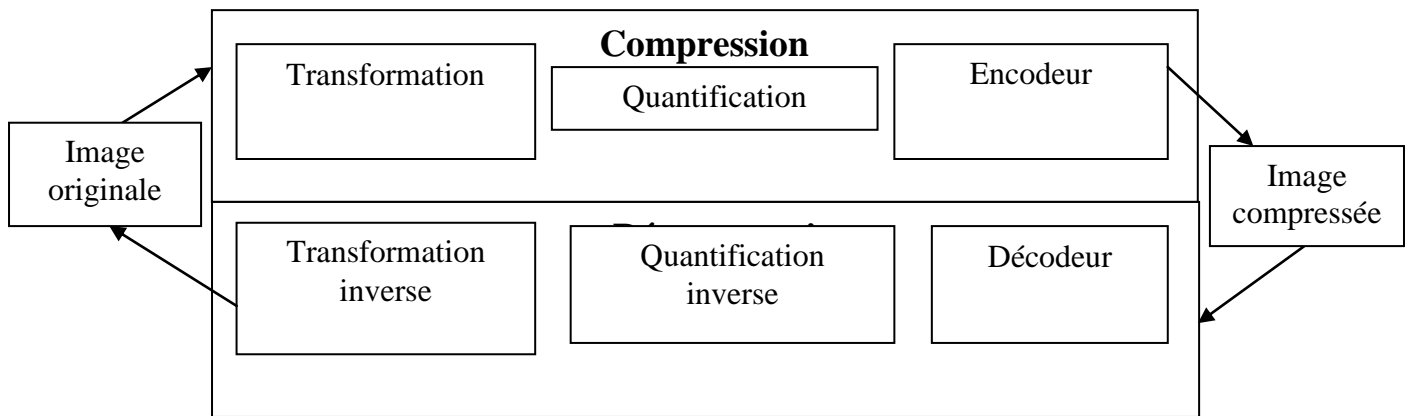 Compression
Transformation
Quantification
Encodeur
Image
originale
Image
compressée
Transformation
inverse
Quantification
inverse
Décodeur